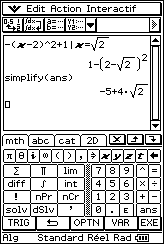 Edit Action Interactif
-(x-2)^2+1|x=√2
1-(2-√2)²
simplify(ans)
-5+4·√2
mth abc cat 2D
π θ i ∞ ( ) , ⇒ x y z t ←
Σ Π lim 7 8 9 ^ =
diff ∫ int 4 5 6 × ÷
! nPr nCr 1 2 3 + -
solv dSlv ′ 0 . E ans
TRIG OPTN VAR EXE
Alg Standard Réel Rad